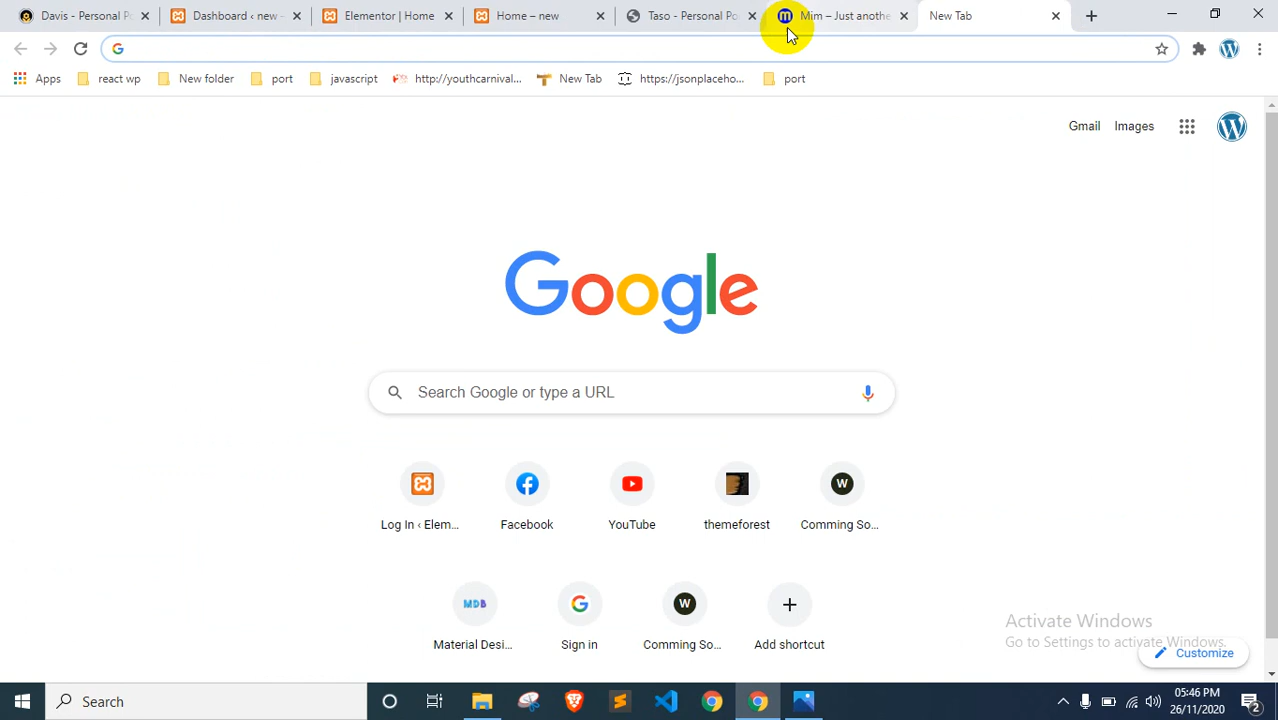 Davis - Personal Po
Dashboard ‹ new -
Elementor | Home
Home – new
Taso - Personal Po
m Mim – Just anothe
New Tab
Apps
react wp
New folder
port
javascript
http://youthcarnival...
New Tab
https://jsonplaceho...
port
Gmail
Images
Google
Search Google or type a URL
Log In ‹ Elem...
Facebook
YouTube
themeforest
W
Comming So...
MDB
Material Desi...
Sign in
W
Comming So...
Add shortcut
Activate Windows
Go to Settings to activate Windows.
Customize
Search
05:46 PM
26/11/2020
2